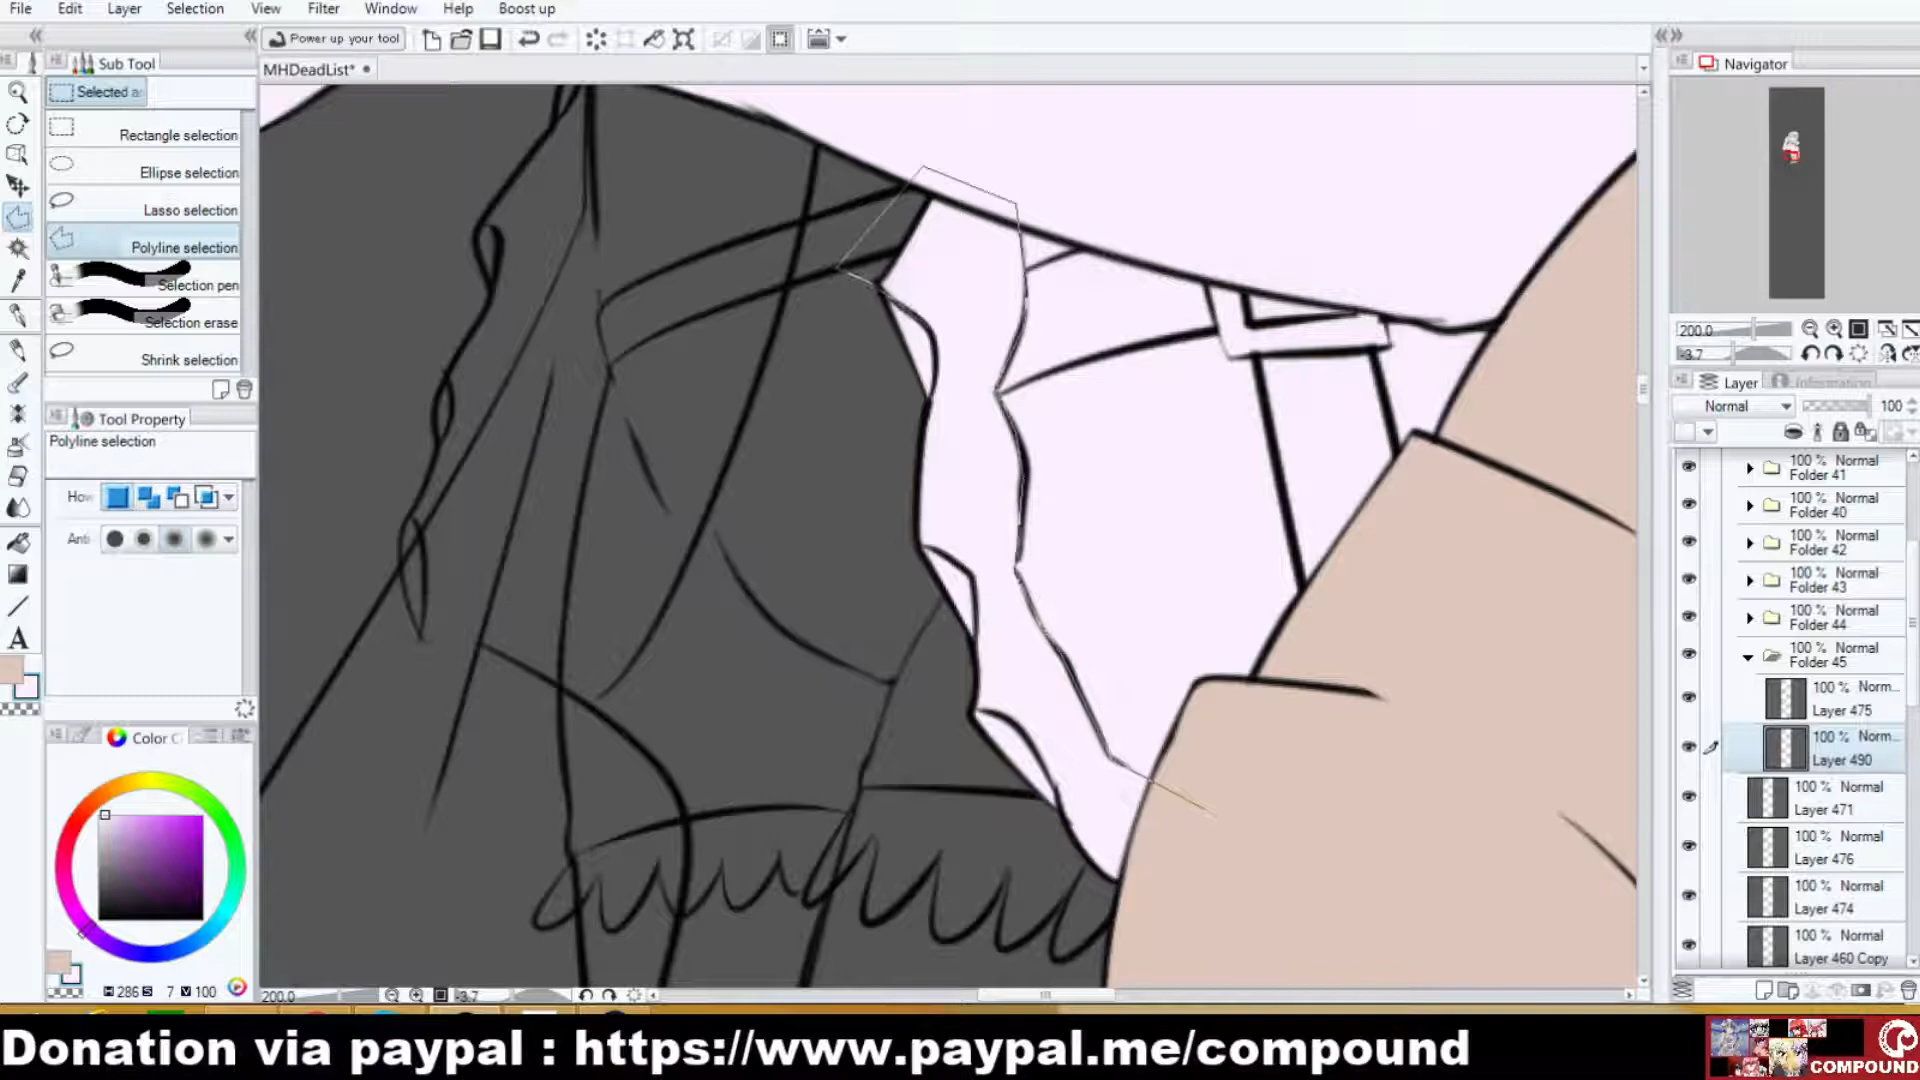 File Edit Layer Selection View Filter Window Help Boost up
Sub Tool
Power up your tool
MHDeadList*
Navigator
Rectangle selection
Ellipse selection
Lasso selection
Polyline selection
Selection pen
Selection erase
Shrink selection
Tool Property
Polyline selection
200.0
-3.7
Layer Information
Normal 100
100 % Normal
Folder 41
100 % Normal
Folder 40
100 % Normal
Folder 42
100 % Normal
Folder 43
100 % Normal
Folder 44
100 % Normal
Folder 45
100 % Norm...
Layer 475
100 % Norm...
Layer 490
100 % Normal
Layer 471
100 % Normal
Layer 476
100 % Normal
Layer 474
100 % Normal
Layer 460 Copy
A
H 286 S 7 V 100
200.0 -3.7
Donation via paypal : https://www.paypal.me/compound
COMPOUND